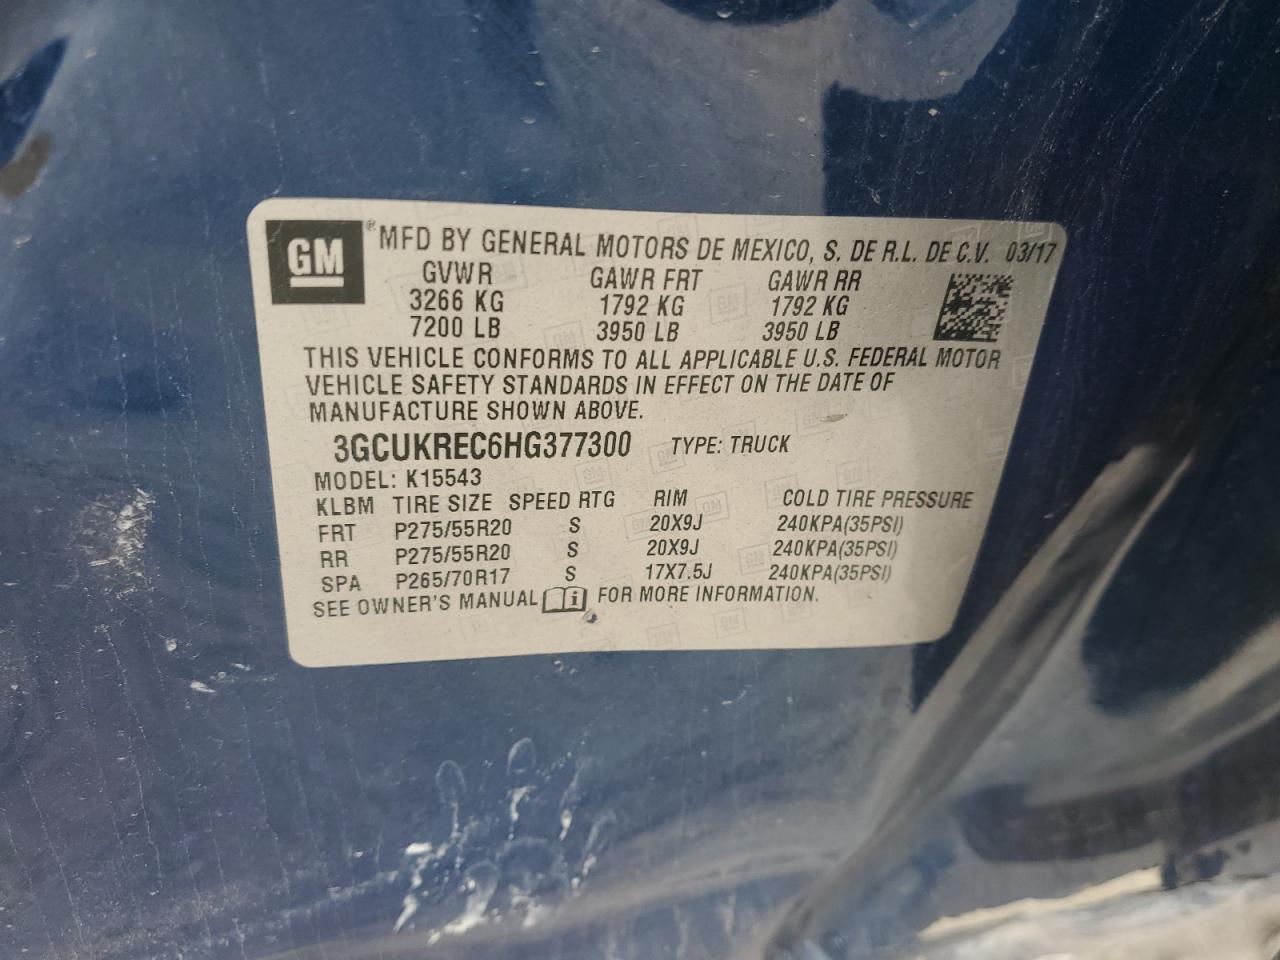 GM ® MFD BY GENERAL MOTORS DE MEXICO, S. DE R.L. DE C.V. 03/17
GVWR GAWR FRT GAWR RR
3266 KG 1792 KG 1792 KG
7200 LB 3950 LB 3950 LB
THIS VEHICLE CONFORMS TO ALL APPLICABLE U.S. FEDERAL MOTOR
VEHICLE SAFETY STANDARDS IN EFFECT ON THE DATE OF
MANUFACTURE SHOWN ABOVE.
3GCUKREC6HG377300 TYPE: TRUCK
MODEL: K15543
KLBM TIRE SIZE SPEED RTG RIM COLD TIRE PRESSURE
FRT P275/55R20 S 20X9J 240KPA(35PSI)
RR P275/55R20 S 20X9J 240KPA(35PSI)
SPA P265/70R17 S 17X7.5J 240KPA(35PSI)
SEE OWNER'S MANUAL i FOR MORE INFORMATION.